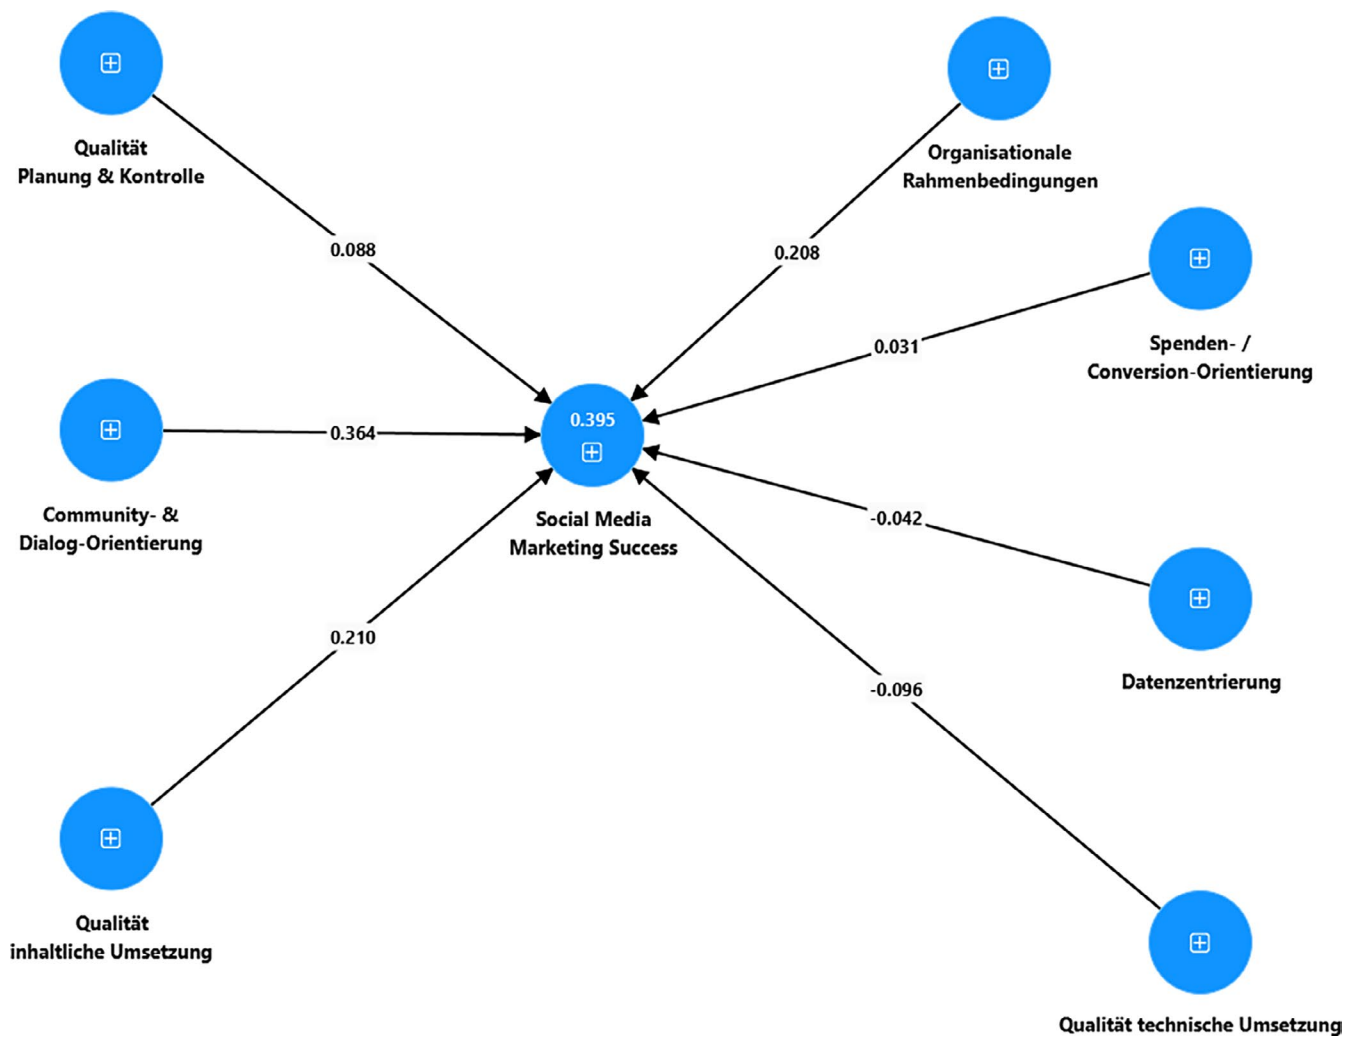 Qualität
Planung & Kontrolle
Organisationale
Rahmenbedingungen
0.088
0.208
Spenden- /
Conversion-Orientierung
0.031
0.364
0.395
Community- &
Dialog-Orientierung
Social Media
Marketing Success
-0.042
0.210
Datenzentrierung
-0.096
Qualität
inhaltliche Umsetzung
Qualität technische Umsetzung